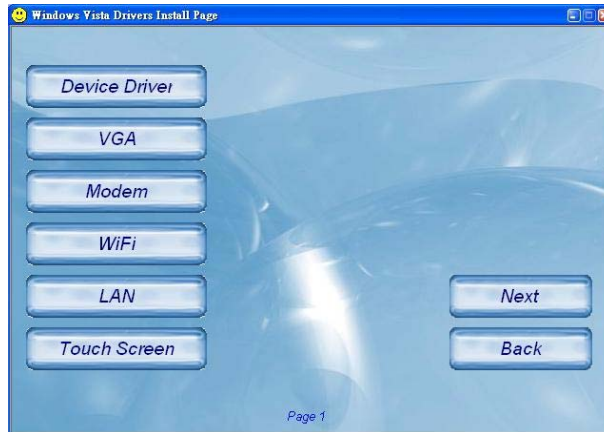 Windows Vista Drivers Install Page
Device Driver
VGA
Modem
WiFi
LAN
Touch Screen
Next
Back
Page 1